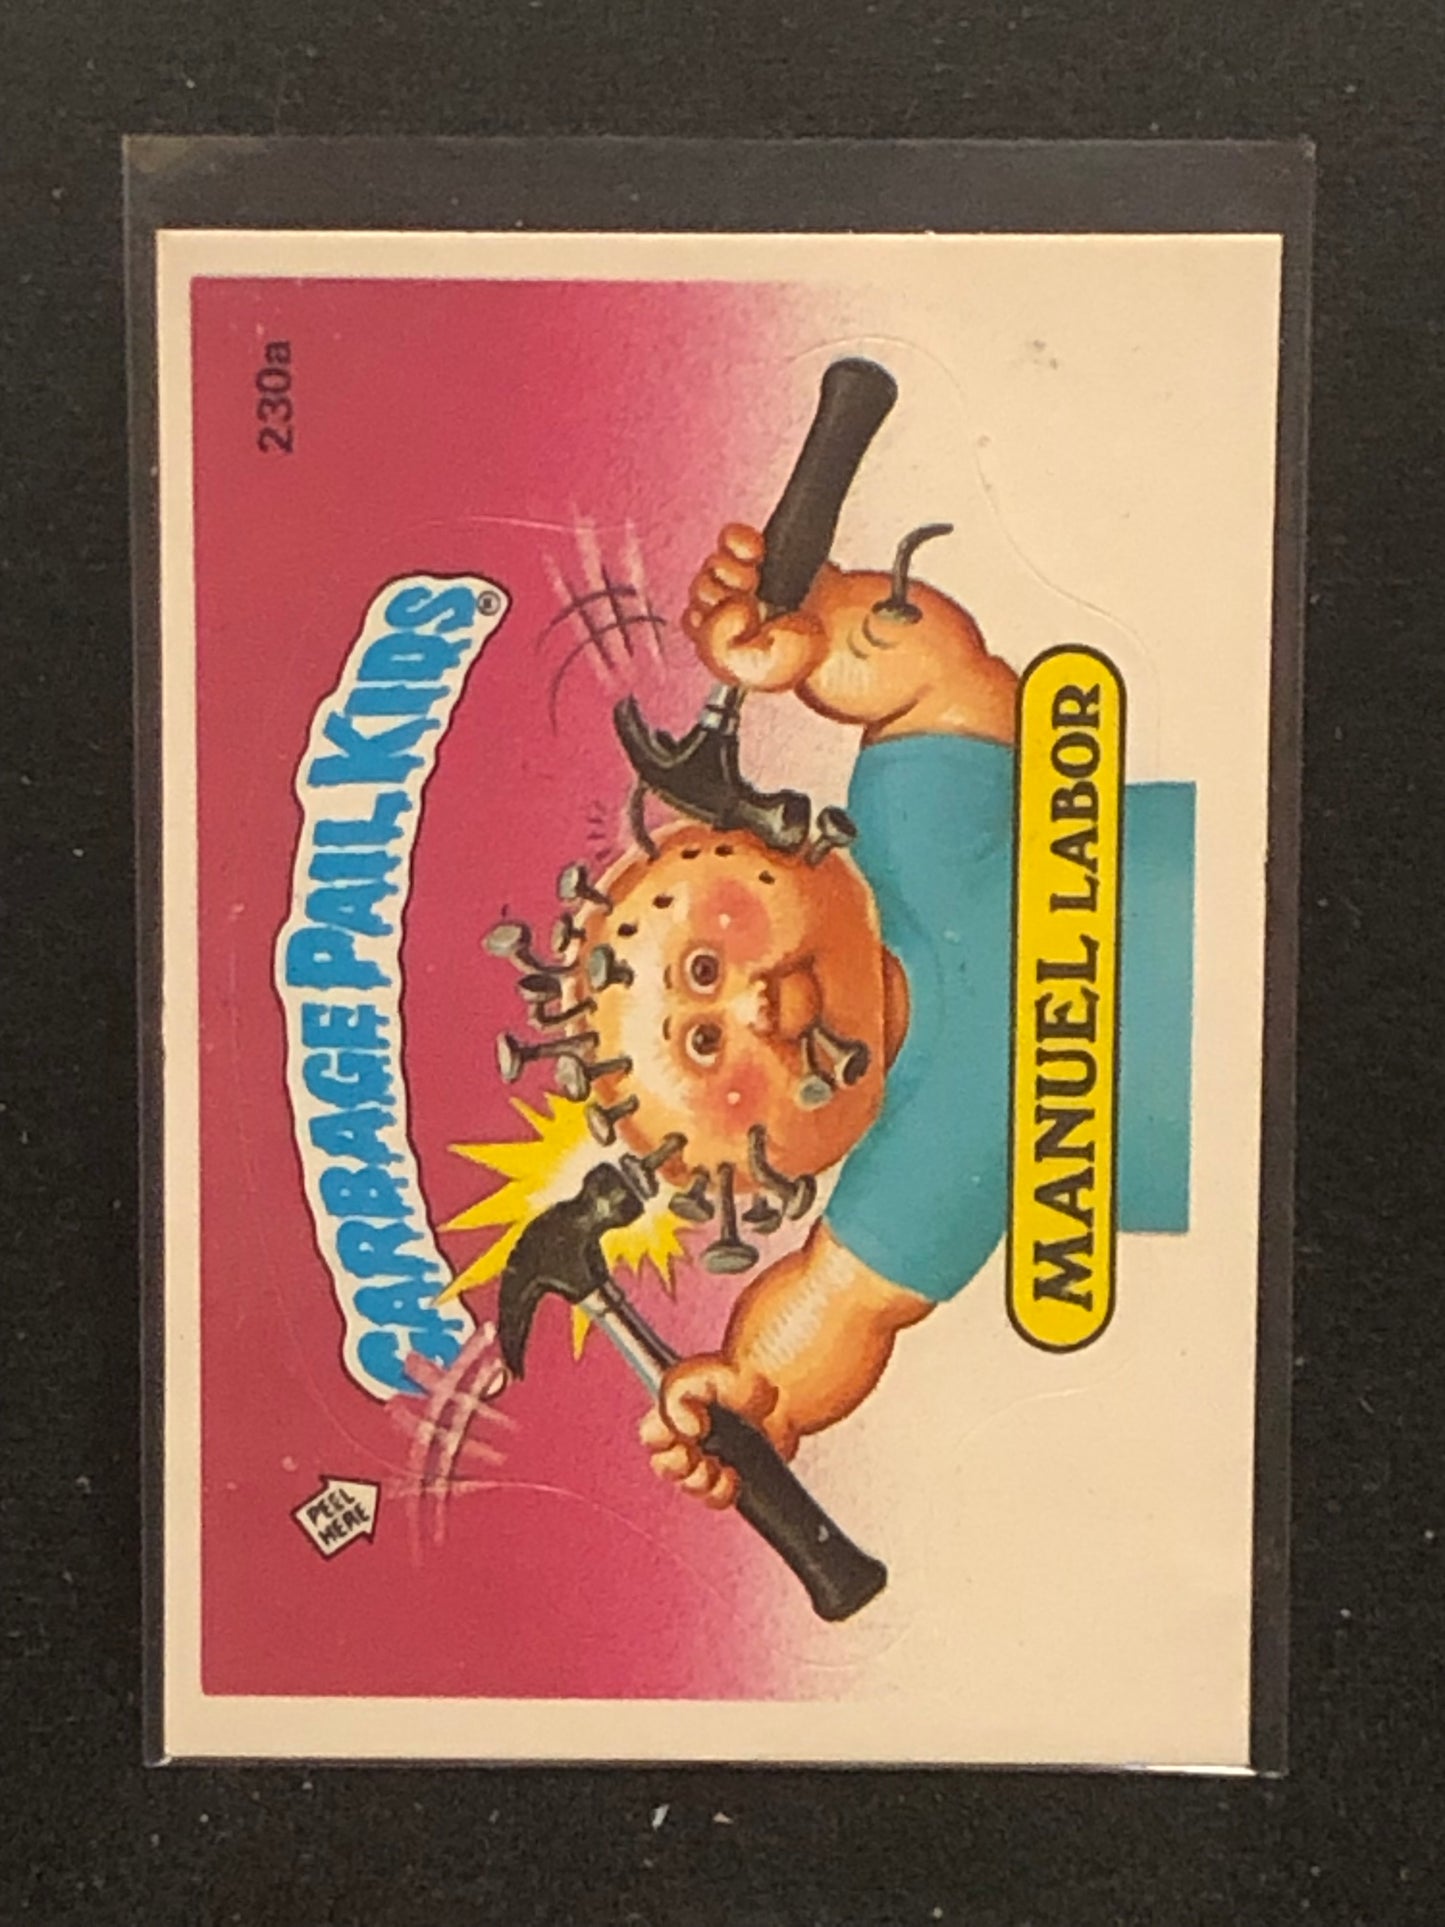 230a
GARBAGE PAIL KIDS®
PEEL
HERE
MANUEL LABOR